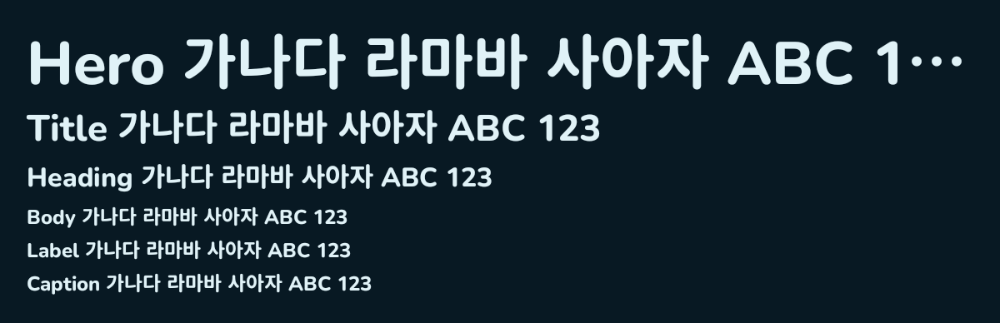 Hero 가나다 라마바 사아자 ABC 1…
Title 가나다 라마바 사아자 ABC 123
Heading 가나다 라마바 사아자 ABC 123
Body 가나다 라마바 사아자 ABC 123
Label 가나다 라마바 사아자 ABC 123
Caption 가나다 라마바 사아자 ABC 123